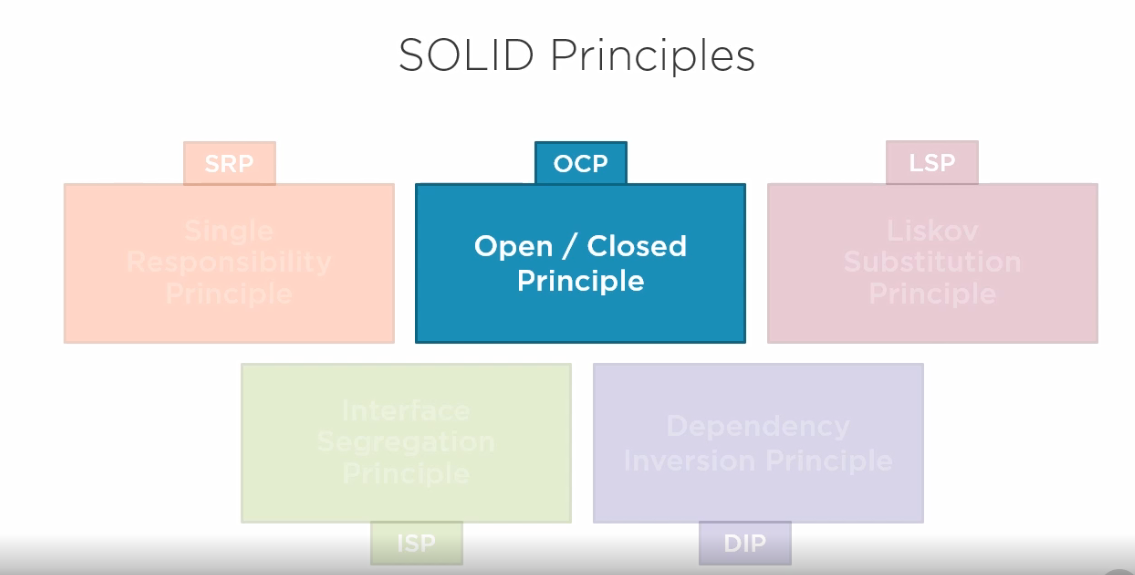 SOLID Principles
SRP
Single
Responsibility
Principle
OCP
Open / Closed
Principle
LSP
Liskov
Substitution
Principle
Interface
Segregation
Principle
ISP
Dependency
Inversion Principle
DIP